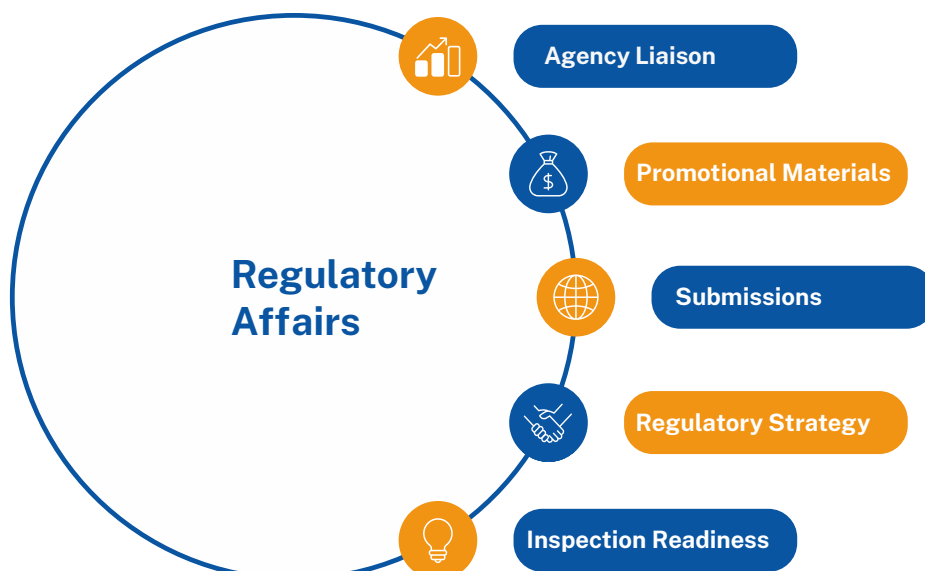 Agency Liaison
Promotional Materials
$
Regulatory
Affairs
Submissions
Regulatory Strategy
Inspection Readiness